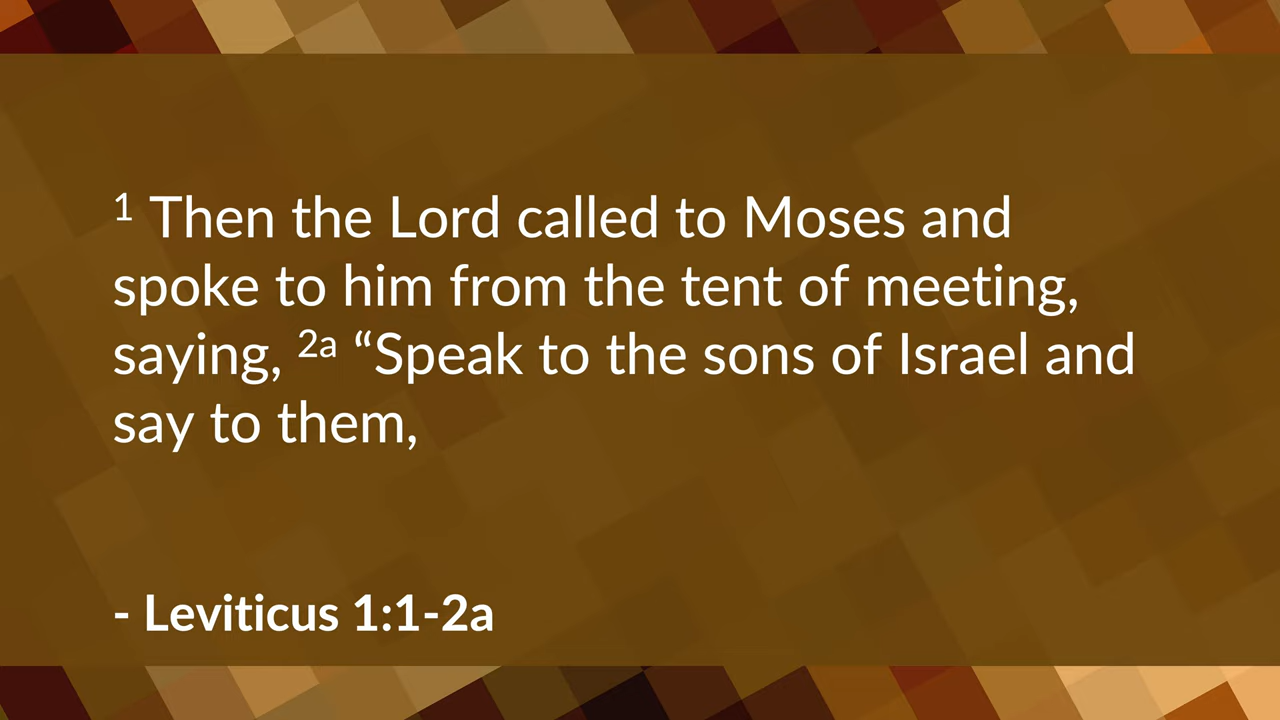 1 Then the Lord called to Moses and
spoke to him from the tent of meeting,
saying, 2a “Speak to the sons of Israel and
say to them,
- Leviticus 1:1-2a